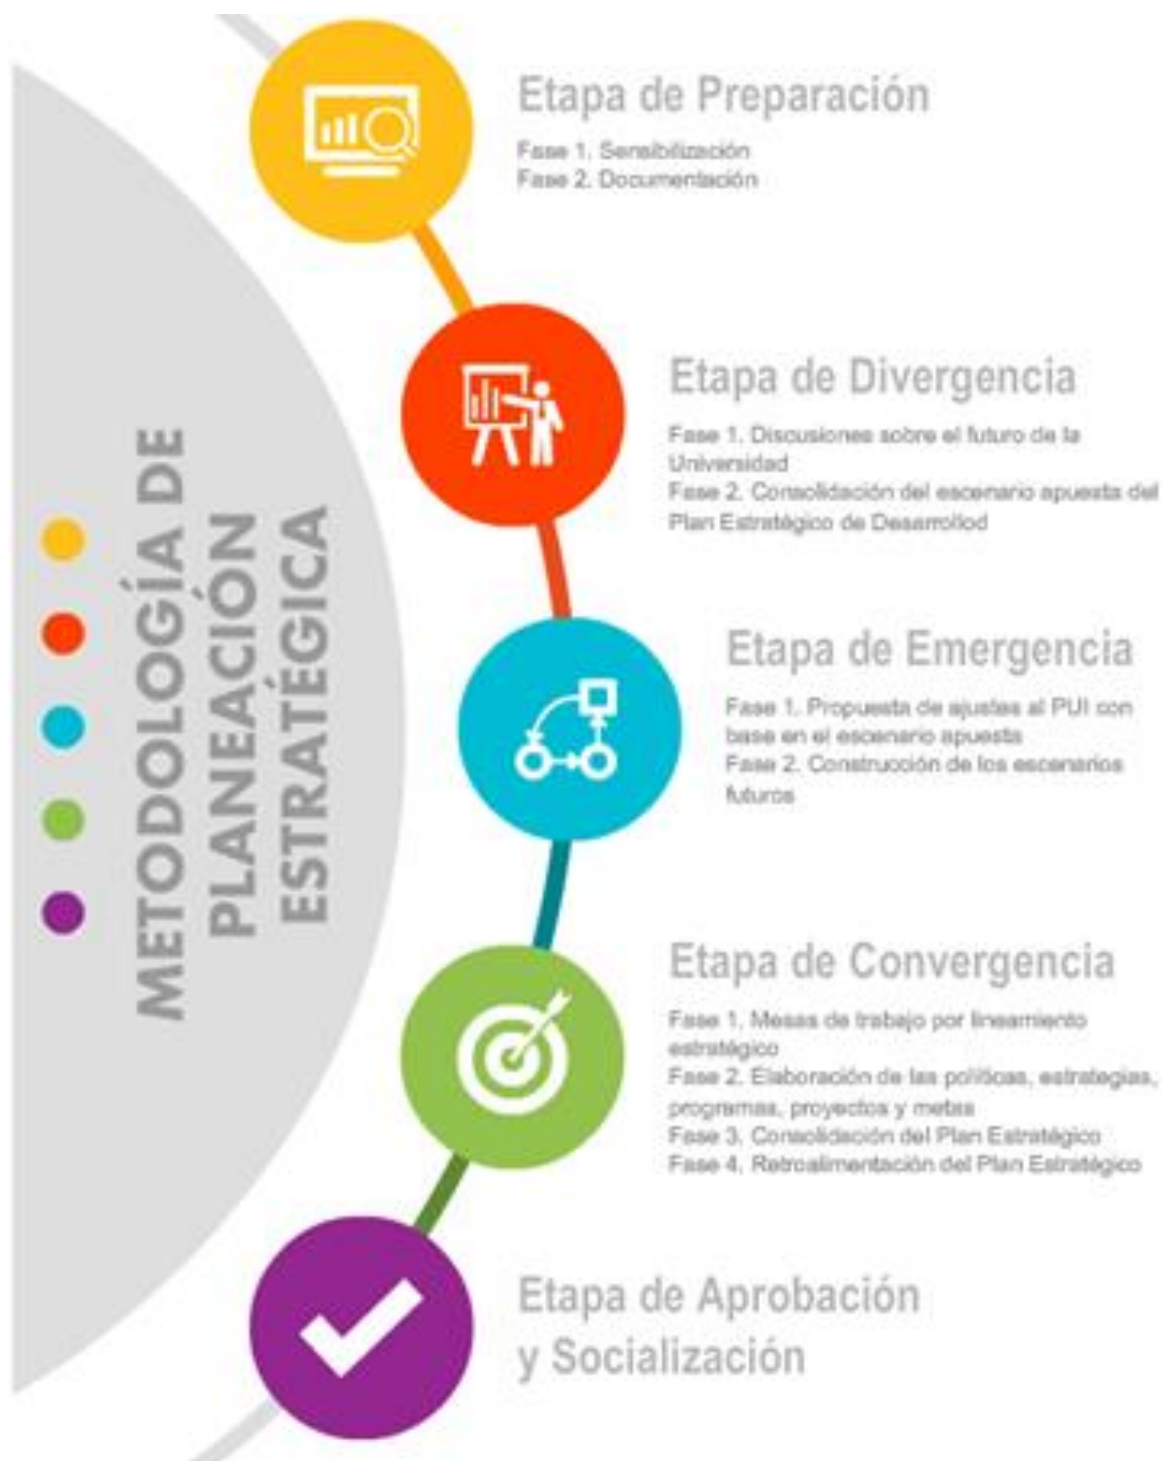 METODOLOGÍA DE
PLANEACIÓN
ESTRATÉGICA
Etapa de Preparación
Fase 1. Sensibilización
Fase 2. Documentación
Etapa de Divergencia
Fase 1. Discusiones sobre el futuro de la
Universidad
Fase 2. Consolidación del escenario apuesta del
Plan Estratégico de Desarrollod
Etapa de Emergencia
Fase 1. Propuesta de ajustes al PUI con
base en el escenario apuesta
Fase 2. Construcción de los escenarios
futuros
Etapa de Convergencia
Fase 1. Mesas de trabajo por lineamiento
estratégico
Fase 2. Elaboración de las políticas, estrategias,
programas, proyectos y metas
Fase 3. Consolidación del Plan Estratégico
Fase 4. Retroalimentación del Plan Estratégico
Etapa de Aprobación
y Socialización